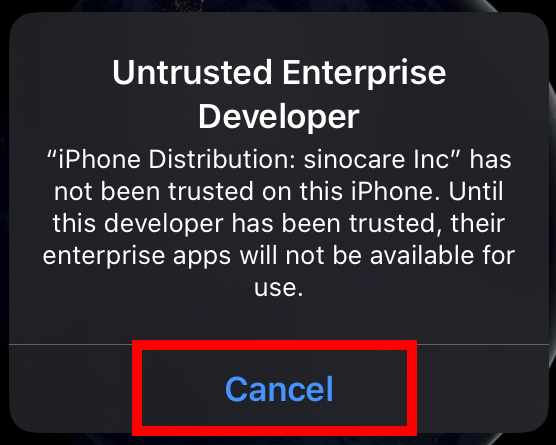 Untrusted Enterprise
Developer
“iPhone Distribution: sinocare Inc” has
not been trusted on this iPhone. Until
this developer has been trusted, their
enterprise apps will not be available for
use.
Cancel